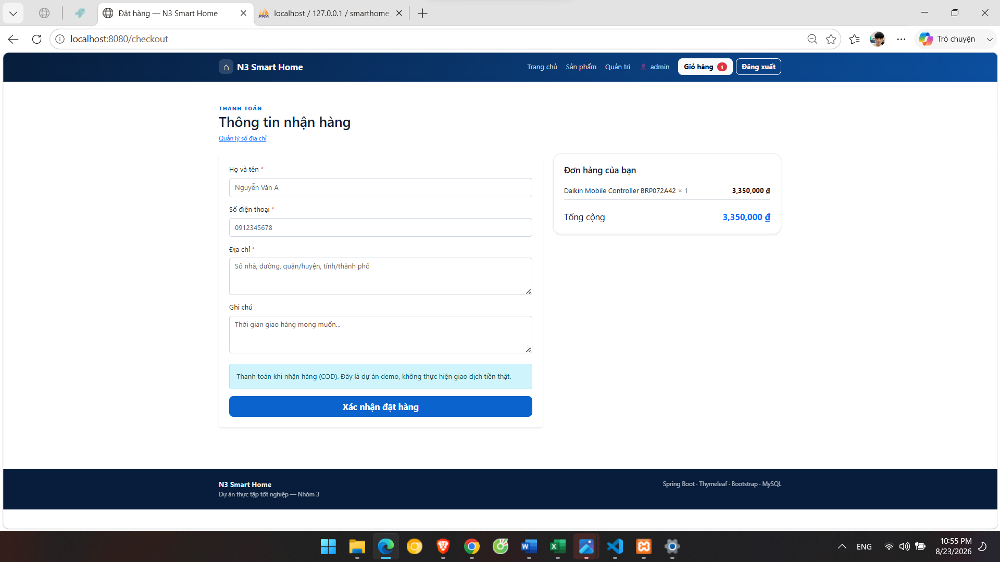 Đặt hàng — N3 Smart Home
localhost / 127.0.0.1 / smarthome_
localhost:8080/checkout
Trò chuyện
N3 Smart Home
Trang chủ
Sản phẩm
Quản trị
admin
Giỏ hàng 1
Đăng xuất
THANH TOÁN
Thông tin nhận hàng
Quản lý sổ địa chỉ
Họ và tên *
Nguyễn Văn A
Số điện thoại *
0912345678
Địa chỉ *
Số nhà, đường, quận/huyện, tỉnh/thành phố
Ghi chú
Thời gian giao hàng mong muốn...
Thanh toán khi nhận hàng (COD). Đây là dự án demo, không thực hiện giao dịch tiền thật.
Xác nhận đặt hàng
Đơn hàng của bạn
Daikin Mobile Controller BRP072A42 × 1 3,350,000 ₫
Tổng cộng 3,350,000 ₫
N3 Smart Home
Dự án thực tập tốt nghiệp — Nhóm 3
Spring Boot · Thymeleaf · Bootstrap · MySQL
ENG
10:55 PM
8/23/2026